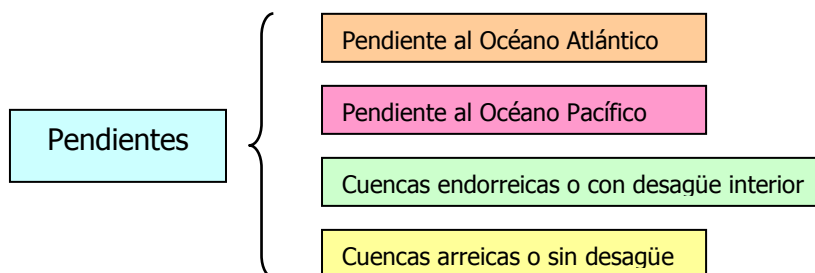 Pendiente al Océano Atlántico
Pendiente al Océano Pacífico
Pendientes
Cuencas endorreicas o con desagüe interior
Cuencas arreicas o sin desagüe